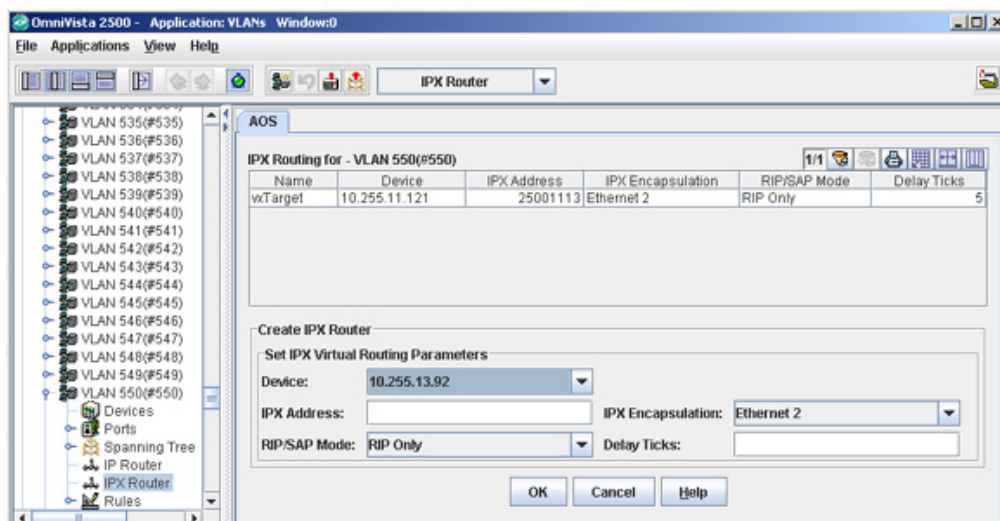 OmniVista 2500 - Application: VLANs Window:0
File Applications View Help
IPX Router
VLAN 535(#535)
VLAN 536(#536)
VLAN 537(#537)
VLAN 538(#538)
VLAN 539(#539)
VLAN 540(#540)
VLAN 541(#541)
VLAN 542(#542)
VLAN 543(#543)
VLAN 544(#544)
VLAN 545(#545)
VLAN 546(#546)
VLAN 547(#547)
VLAN 548(#548)
VLAN 549(#549)
VLAN 550(#550)
Devices
Ports
Spanning Tree
IP Router
IPX Router
Rules
AOS
IPX Routing for - VLAN 550(#550) 1/1
Name Device IPX Address IPX Encapsulation RIP/SAP Mode Delay Ticks
vxTarget 10.255.11.121 25001113 Ethernet 2 RIP Only 5
Create IPX Router
Set IPX Virtual Routing Parameters
Device: 10.255.13.92
IPX Address: IPX Encapsulation: Ethernet 2
RIP/SAP Mode: RIP Only Delay Ticks:
OK Cancel Help